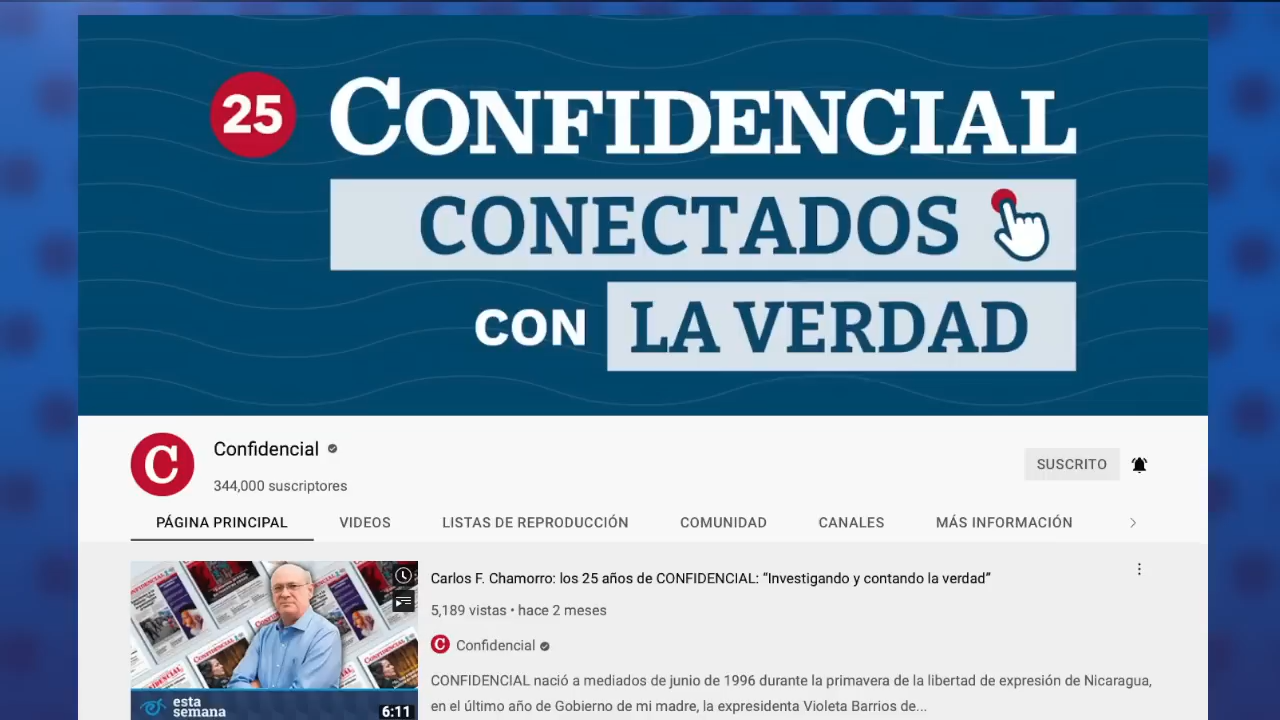 25 CONFIDENCIAL
CONECTADOS
CON LA VERDAD
C
Confidencial
344,000 suscriptores
SUSCRITO
PÁGINA PRINCIPAL VIDEOS LISTAS DE REPRODUCCIÓN COMUNIDAD CANALES MÁS INFORMACIÓN
Carlos F. Chamorro: los 25 años de CONFIDENCIAL: “Investigando y contando la verdad”
5,189 vistas • hace 2 meses
C Confidencial
CONFIDENCIAL nació a mediados de junio de 1996 durante la primavera de la libertad de expresión de Nicaragua,
en el último año de Gobierno de mi madre, la expresidenta Violeta Barrios de...
esta
semana
6:11